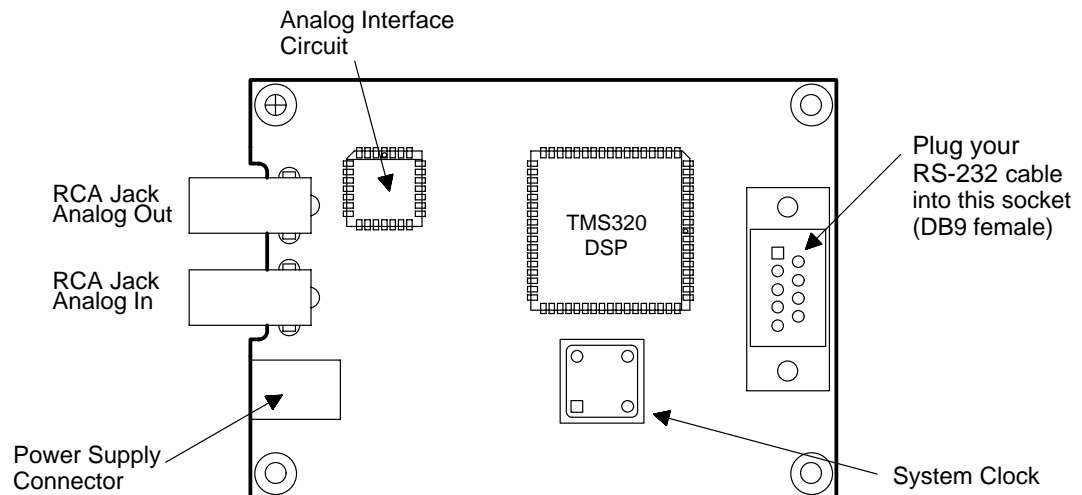 Analog Interface
Circuit
Plug your
RS-232 cable
into this socket
(DB9 female)
RCA Jack
Analog Out
TMS320
DSP
RCA Jack
Analog In
Power Supply
Connector
System Clock